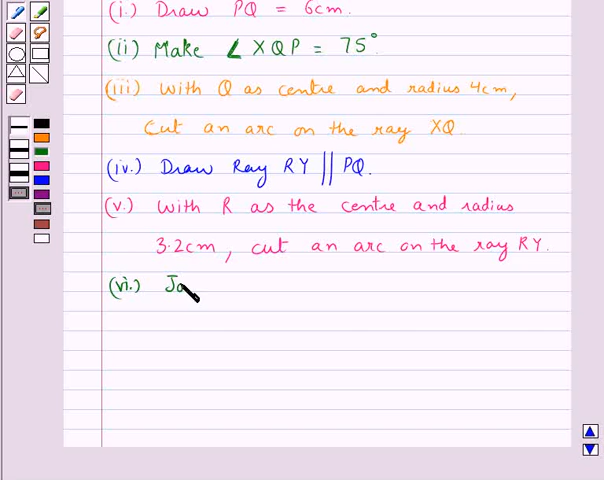 (i.) Draw PQ = 6cm.
(ii) Make ∠ XQP = 75°
(iii) With Q as centre and radius 4cm,
Cut an arc on the ray XQ
(iv.) Draw Ray RY || PQ.
(v.) With R as the centre and radius
3.2cm, cut an arc on the ray RY.
(vi.) Jo